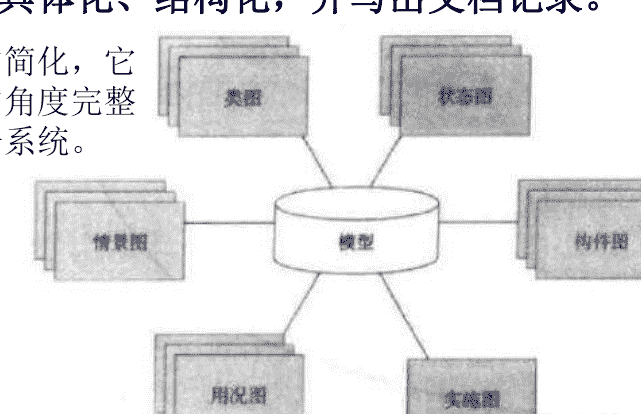 具体化、结构化，并写出文档记录。
简化，它
角度完整
系统。
类图
状态图
情景图
模型
构件图
用况图
实施图